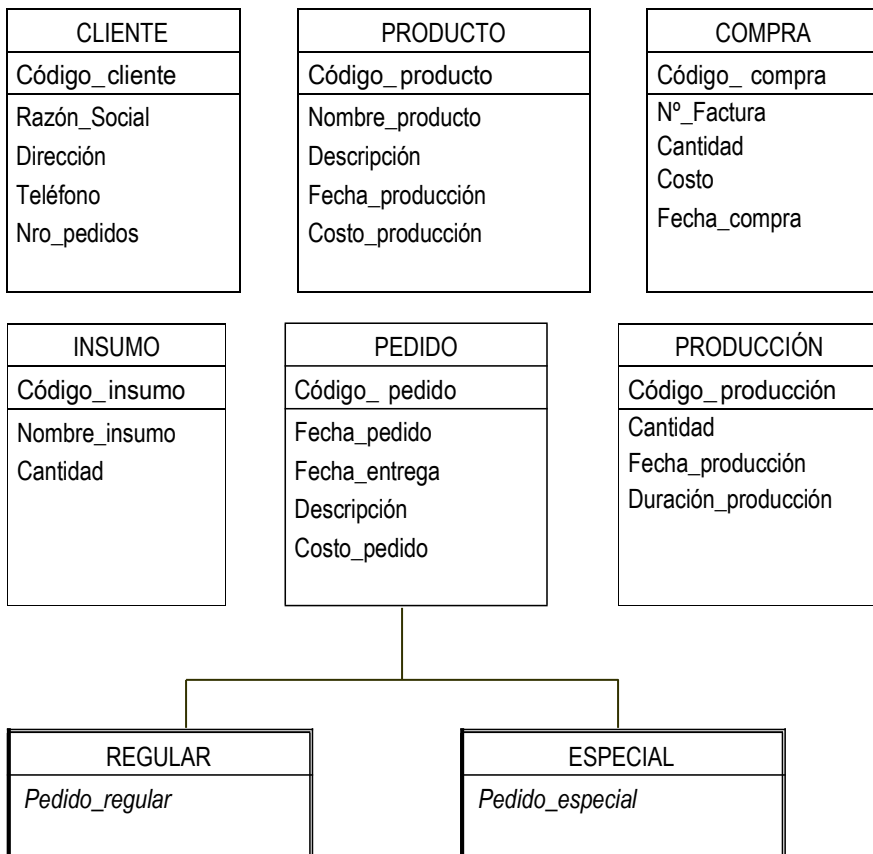 CLIENTE
Código_cliente
Razón_Social
Dirección
Teléfono
Nro_pedidos
PRODUCTO
Código_producto
Nombre_producto
Descripción
Fecha_producción
Costo_producción
COMPRA
Código_ compra
Nº_Factura
Cantidad
Costo
Fecha_compra
INSUMO
Código_insumo
Nombre_insumo
Cantidad
PEDIDO
Código_ pedido
Fecha_pedido
Fecha_entrega
Descripción
Costo_pedido
PRODUCCIÓN
Código_producción
Cantidad
Fecha_producción
Duración_producción
REGULAR
Pedido_regular
ESPECIAL
Pedido_especial